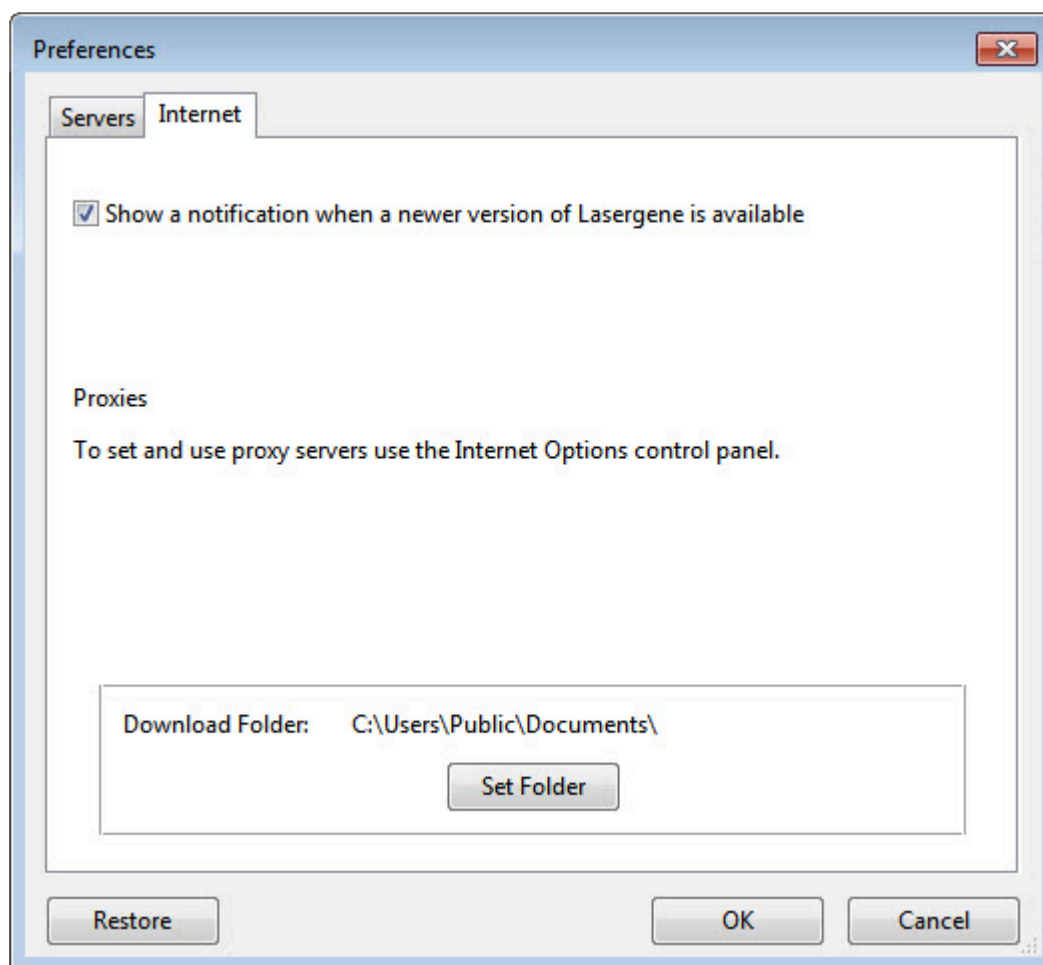 Preferences
Servers
Internet
Show a notification when a newer version of Lasergene is available
Proxies
To set and use proxy servers use the Internet Options control panel.
Download Folder: C:\Users\Public\Documents\
Set Folder
Restore
OK
Cancel